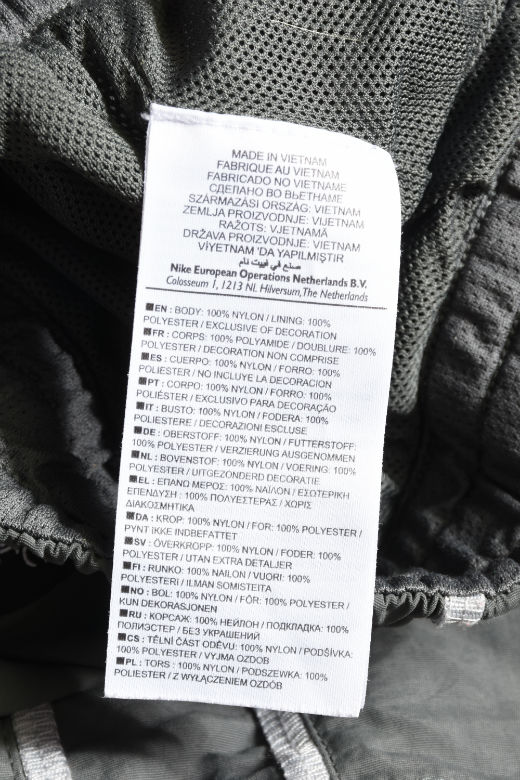 MADE IN VIETNAM
FABRIQUE AU VIETNAM
FABRICADO NO VIETNAME
СДЕЛАНО ВО ВЬЕТНАМЕ
SZÁRMAZÁSI ORSZÁG: VIETNAM
ZEMLJA PROIZVODNJE: VIJETNAM
RAŽOTS: VJETNAMĀ
DRŽAVA PROIZVODNJE: VIETNAM
VİYETNAM 'DA YAPILMIŞTIR
صنع في فييت نام
Nike European Operations Netherlands B.V.
Colosseum 1, 1213 NL Hilversum, The Netherlands
EN : BODY: 100% NYLON / LINING: 100%
POLYESTER / EXCLUSIVE OF DECORATION
FR : CORPS: 100% POLYAMIDE / DOUBLURE: 100%
POLYESTER / DECORATION NON COMPRISE
ES : CUERPO: 100% NYLON / FORRO: 100%
POLIESTER / NO INCLUYE LA DECORACION
PT : CORPO: 100% NYLON / FORRO: 100%
POLIÉSTER / EXCLUSIVO PARA DECORAÇÃO
IT : BUSTO: 100% NYLON / FODERA: 100%
POLIESTERE / DECORAZIONI ESCLUSE
DE : OBERSTOFF: 100% NYLON / FUTTERSTOFF:
100% POLYESTER / VERZIERUNG AUSGENOMMEN
NL : BOVENSTOF: 100% NYLON / VOERING: 100%
POLYESTER / UITGEZONDERD DECORATIE
EL : ΕΠΑΝΩ ΜΕΡΟΣ: 100% ΝΑΪΛΟΝ / ΕΣΩΤΕΡΙΚΗ
ΕΠΕΝΔΥΣΗ : 100% ΠΟΛΥΕΣΤΕΡΑΣ / ΧΩΡΙΣ
ΔΙΑΚΟΣΜΗΤΙΚΑ
DA : KROP: 100% NYLON / FOR: 100% POLYESTER /
PYNT IKKE INDBEFATTET
SV : ÖVERKROPP: 100% NYLON / FODER: 100%
POLYESTER / UTAN EXTRA DETALJER
FI : RUNKO: 100% NAILON / VUORI: 100%
POLYESTERI / ILMAN SOMISTEITA
NO : BOL: 100% NYLON / FÔR: 100% POLYESTER /
KUN DEKORASJONEN
RU : КОРСАЖ: 100% НЕЙЛОН / ПОДКЛАДКА: 100%
ПОЛИЭСТЕР / БЕЗ УКРАШЕНИЙ
CS : TĚLNÍ ČÁST ODĚVU: 100% NYLON / PODŠÍVKA:
100% POLYESTER / VYJMA OZDOB
PL : TORS : 100% NYLON / PODSZEWKA: 100%
POLIESTER / Z WYŁĄCZENIEM OZDÓB